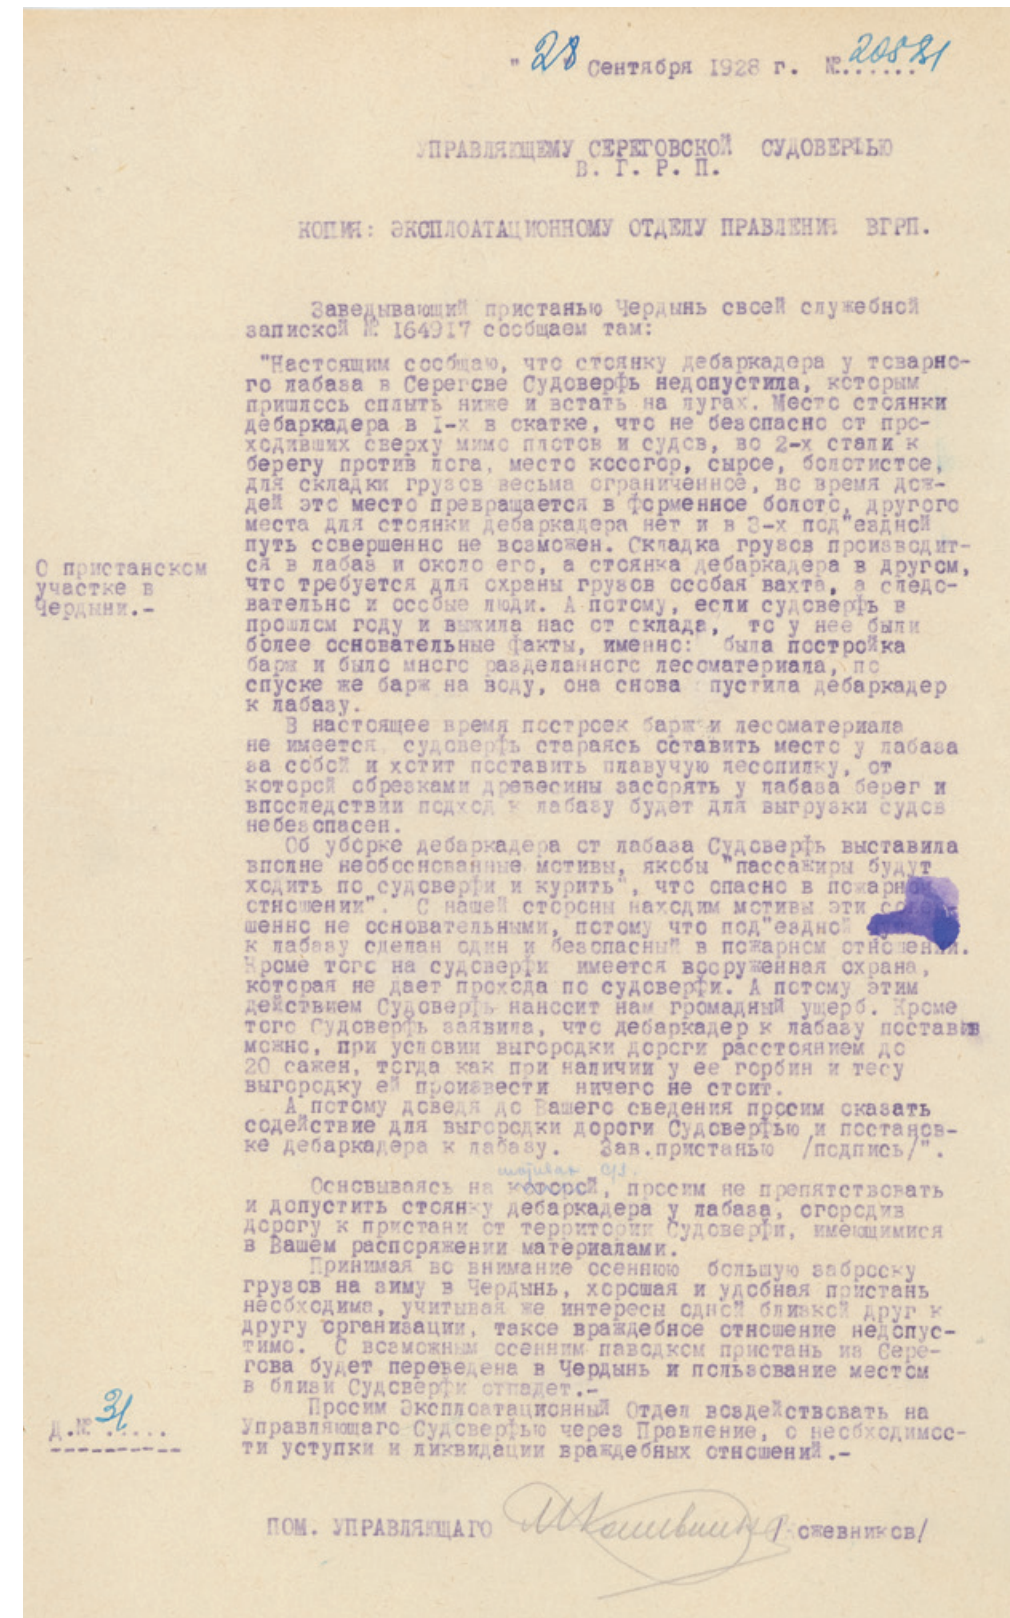 "28 Сентября 1928 г. №......20531
УПРАВЛЯЮЩЕМУ СЕРЕГОВСКОЙ СУДОВЕРФЬЮ
В. Г. Р. П.
КОПИЯ: ЭКСПЛОАТАЦИОННОМУ ОТДЕЛУ ПРАВЛЕНИЯ ВГРП.
Заведывающий пристанью Чердынь своей служебной
запиской № 164917 сообщаем там:
"Настоящим сообщаю, что стоянку дебаркадера у товарно-
го лабаза в Серегове Судоверфь недопустила, которым
пришлось сплыть ниже и встать на лугах. Место стоянки
дебаркадера в 1-х в скатке, что не безопасно от про-
ходивших сверху мимо плотов и судов, во 2-х стали к
берегу против лога, место косогор, сырое, болотистое,
для складки грузов весьма ограниченное, во время дож-
дей это место превращается в форменное болото, другого
места для стоянки дебаркадера нет и в 3-х под"ездной
путь совершенно не возможен. Складка грузов производит-
ся в лабаз и около его, а стоянка дебаркадера в другом,
что требуется для охраны грузов особая вахта, а следо-
вательно и особые люди. А потому, если судоверфь в
прошлом году и выжила нас от склада, то у нее были
более основательные факты, именно: была постройка
барж и было много разделанного лесоматериала, по
спуске же барж на воду, она снова пустила дебаркадер
к лабазу.
О пристанском
участке в
Чердыни.-
В настоящее время построек барж и лесоматериала
не имеется, судоверфь стараясь оставить место у лабаза
за собой и хотит поставить плавучую лесопилку, от
которой обрезками древесины засорять у лабаза берег и
впоследствии подход к лабазу будет для выгрузки судов
небезопасен.
Об уборке дебаркадера от лабаза Судоверфь выставила
вполне необоснованные мотивы, якобы "пассажиры будут
ходить по судоверфи и курить", что опасно в пожарном
отношении". С нашей стороны находим мотивы эти совер-
шенно не основательными, потому что под"ездной
к лабазу сделан один и безопасный в пожарном отношении.
Кроме того на судоверфи имеется вооруженная охрана,
которая не дает прохода по судоверфи. А потому этим
действием Судоверфь наносит нам громадный ущерб. Кроме
того Судоверфь заявила, что дебаркадер к лабазу поставив
можно, при условии выгородки дороги расстоянием до
20 сажен, тогда как при наличии у ее горбин и тесу
выгородку ей произвести ничего не стоит.
А потому доведя до Вашего сведения просим оказать
содействие для выгородки дороги Судоверфью и постанов-
ке дебаркадера к лабазу. Зав.пристанью /подпись/".
Основываясь на которой, просим не препятствовать
и допустить стоянку дебаркадера у лабаза, огородив
дорогу к пристани от территории Судоверфи, имеющимися
в Вашем распоряжении материалами.
Принимая во внимание осеннюю большую заброску
грузов на зиму в Чердынь, хорошая и удобная пристань
необходима, учитывая же интересы одной близкой друг к
другу организации, такое враждебное отношение недопус-
тимо. С возможным осенним паводком пристань из Сере-
гова будет переведена в Чердынь и пользование местом
в близи Судоверфи отпадет.-
Просим Эксплоатационный Отдел воздействовать на
Управляющаго Судоверфью через Правление, о необходимос-
ти уступки и ликвидации враждебных отношений.-
Д.№ 31
ПОМ. УПРАВЛЯЮЩАГО /Кожевников/